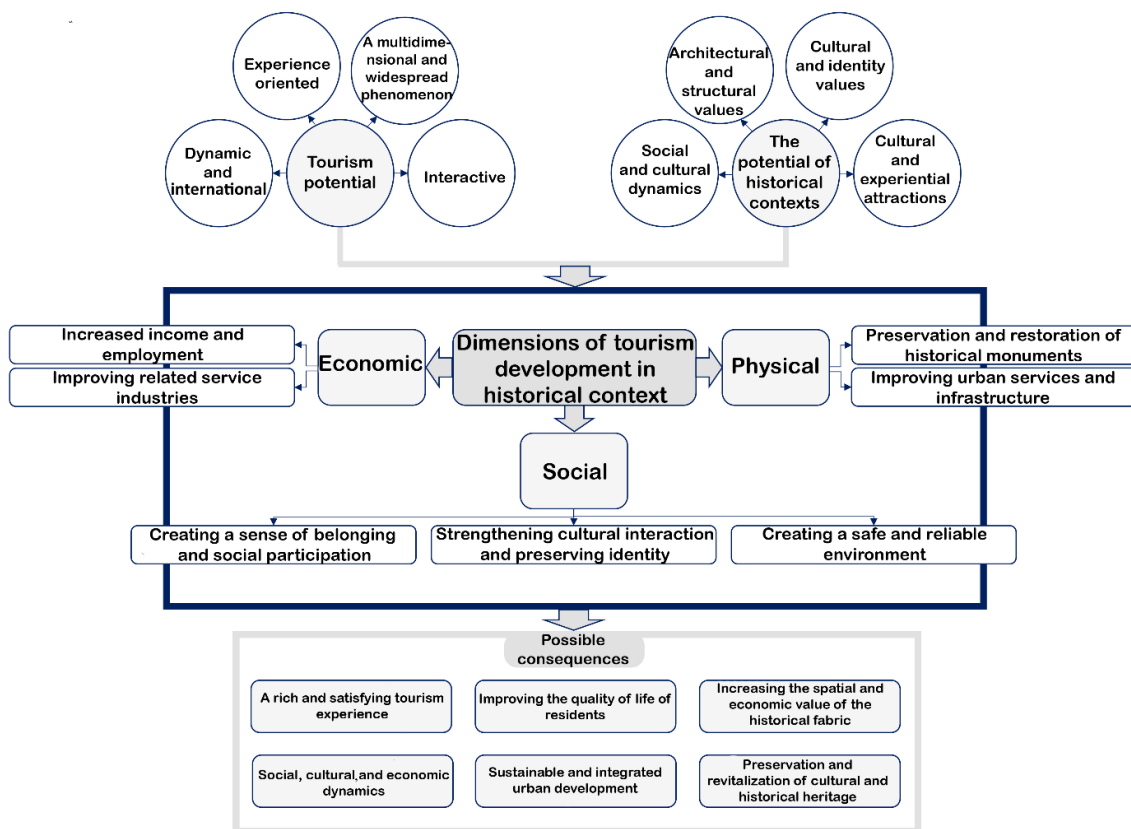 A multidime-
nsional and
widespread
phenomenon
Experience
oriented
Dynamic
and
international
Tourism
potential
Interactive
Architectural
and
structural
values
Cultural
and identity
values
Social
and cultural
dynamics
The
potential of
historical
contexts
Cultural
and
experiential
attractions
Increased income and
employment
Improving related service
industries
Economic
Dimensions of tourism
development in
historical context
Physical
Preservation and restoration of
historical monuments
Improving urban services and
infrastructure
Social
Creating a sense of belonging
and social participation
Strengthening cultural interaction
and preserving identity
Creating a safe and reliable
environment
Possible
consequences
A rich and satisfying tourism
experience
Improving the quality of life of
residents
Increasing the spatial and
economic value of the
historical fabric
Social, cultural,and economic
dynamics
Sustainable and integrated
urban development
Preservation and
revitalization of cultural and
historical heritage